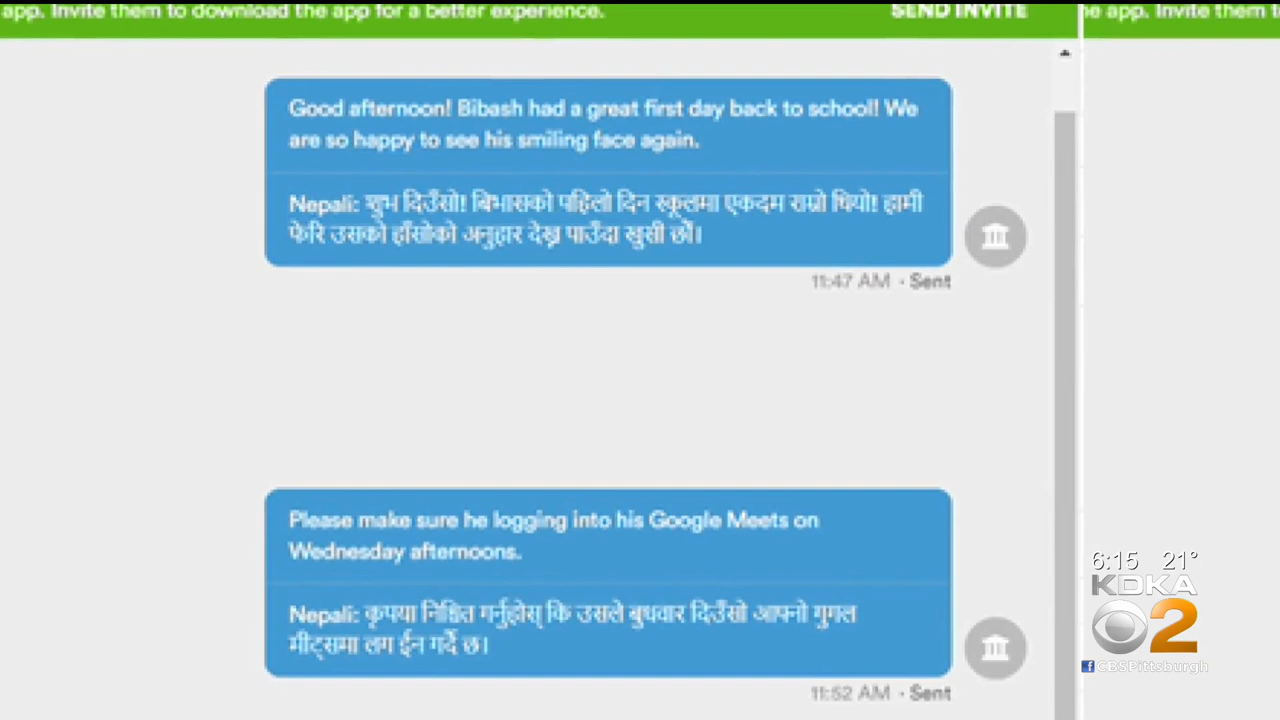 app. Invite them to download the app for a better experience.
SEND INVITE
he app. Invite them t
Good afternoon! Bibash had a great first day back to school! We
are so happy to see his smiling face again.
Nepali: शुभ दिउँसो! बिभासको पहिलो दिन स्कूलमा एकदम राम्रो थियो! हामी
फेरि उसको हाँसोको अनुहार देख्न पाउँदा खुसी छौं।
11:47 AM - Sent
Please make sure he logging into his Google Meets on
Wednesday afternoons.
Nepali: कृपया निश्चित गर्नुहोस् कि उसले बुधवार दिउँसो आफ्नो गुगल
मीट्समा लग ईन गर्दै छ।
11:52 AM - Sent
6:15 21°
KDKA
2
f CBSPittsburgh